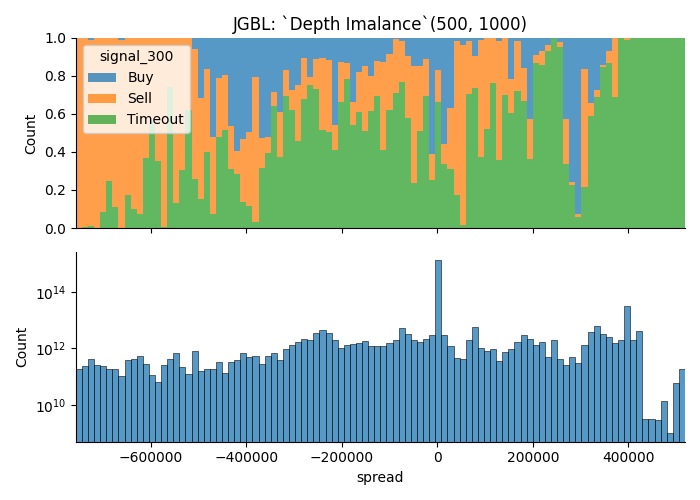 JGBL: `Depth Imalance`(500, 1000)
1.0
0.8
0.6
0.4
0.2
0.0
Count
signal_300
Buy
Sell
Timeout
10^14
10^12
10^10
Count
−600000 −400000 −200000 0 200000 400000
spread